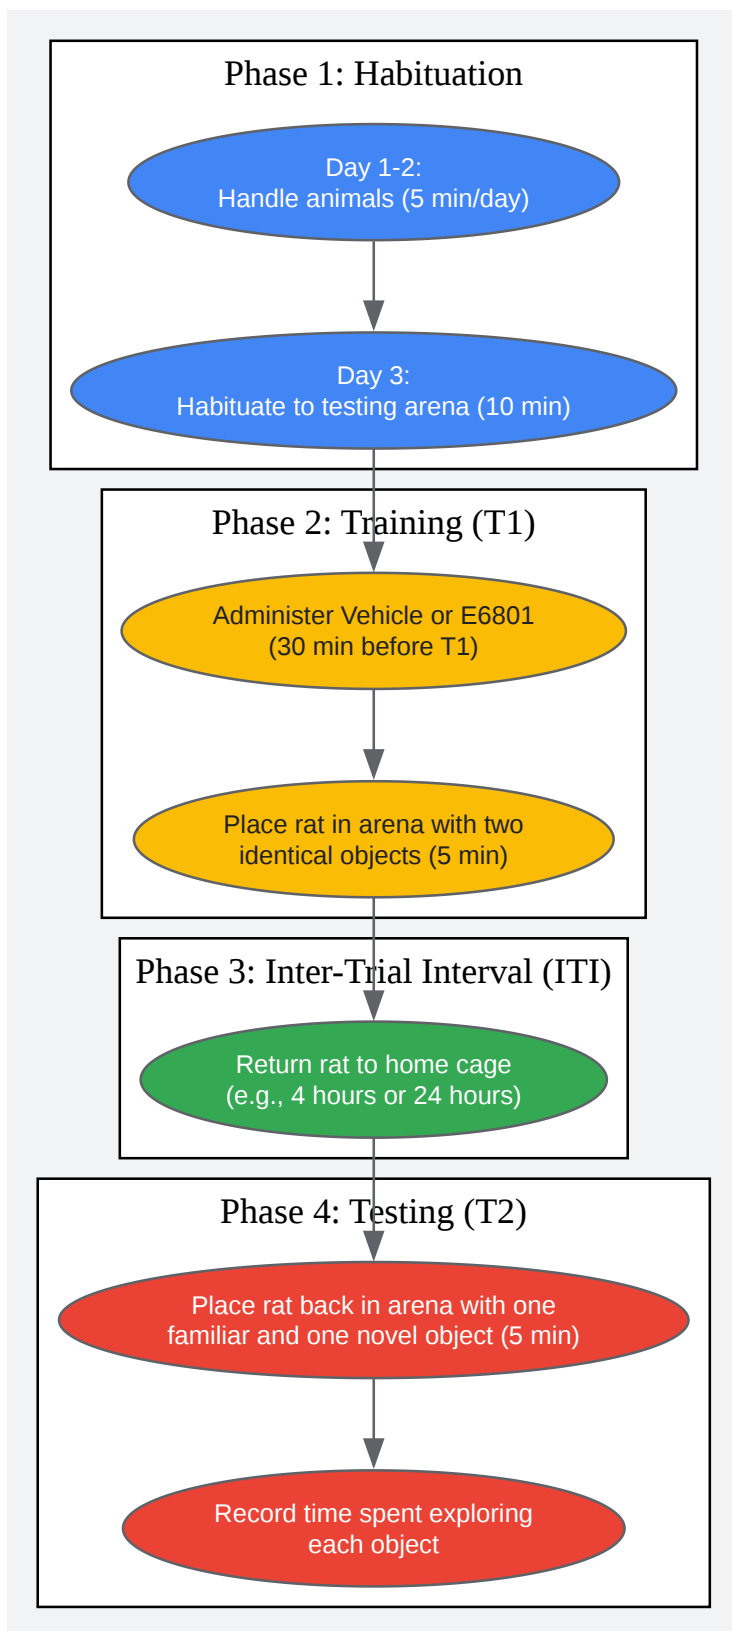 Phase 1: Habituation
Day 1-2:
Handle animals (5 min/day)
Day 3:
Habituate to testing arena (10 min)
Phase 2: Training (T1)
Administer Vehicle or E6801
(30 min before T1)
Place rat in arena with two
identical objects (5 min)
Phase 3: Inter-Trial Interval (ITI)
Return rat to home cage
(e.g., 4 hours or 24 hours)
Phase 4: Testing (T2)
Place rat back in arena with one
familiar and one novel object (5 min)
Record time spent exploring
each object